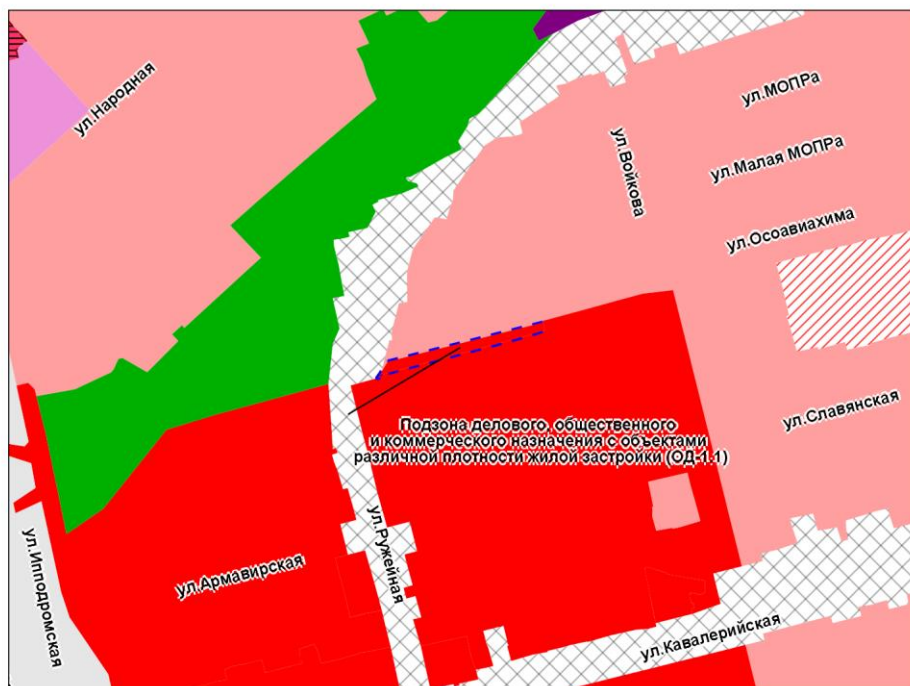 ул.Народная
ул.МОПРа
ул.Малая МОПРа
ул.Войкова
ул.Осоавиахима
ул.Славянская
Подзона делового, общественного
и коммерческого назначения с объектами
различной плотности жилой застройки (ОД-1.1)
ул.Ипподромская
ул.Армавирская
ул.Ружейная
ул.Кавалерийская